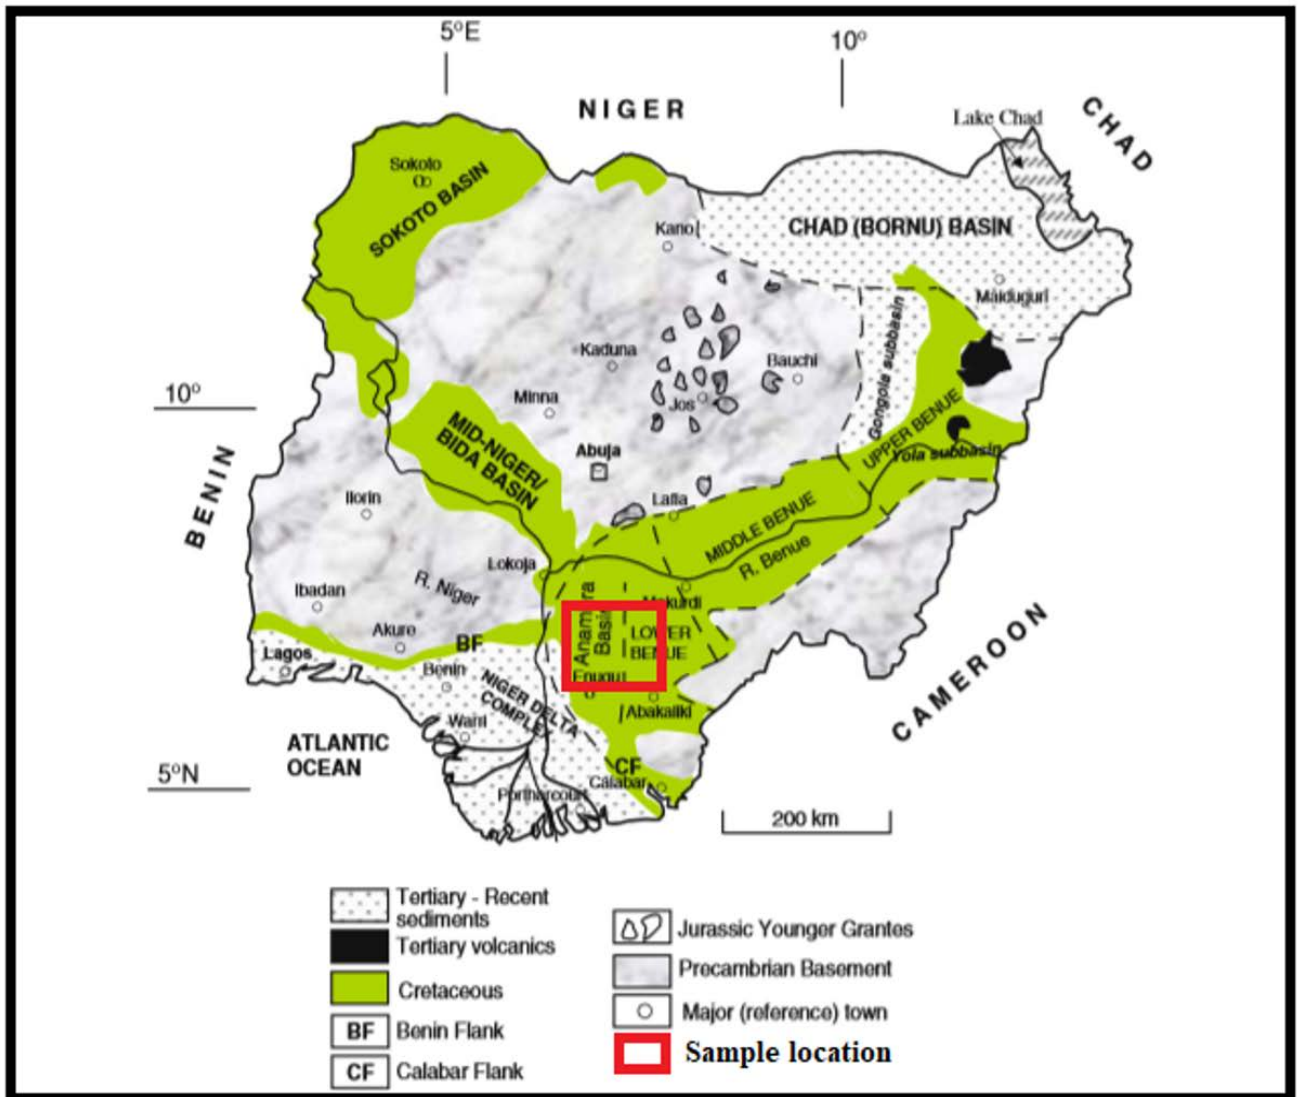 5°E
10°
NIGER
CHAD
Lake Chad
Sokoto
SOKOTO BASIN
Kano
CHAD (BORNU) BASIN
Maiduguri
Gongola subbasin
Kaduna
Bauchi
10°
Minna
Jos
MID-NIGER/
BIDA BASIN
Abuja
UPPER BENUE
Yola subbasin
BENIN
Ilorin
Lafia
MIDDLE BENUE
R. Benue
Lokoja
Ibadan
R. Niger
Makurdi
Anambra
Basin
LOWER
BENUE
Akure
BF
Lagos
Benin
Enugu
NIGER DELTA
COMPLEX
Warri
Abakaliki
CAMEROON
ATLANTIC
OCEAN
CF
Calabar
5°N
Portharcourt
200 km
Tertiary - Recent
sediments
Tertiary volcanics
Cretaceous
BF Benin Flank
CF Calabar Flank
Jurassic Younger Grantes
Precambrian Basement
Major (reference) town
Sample location